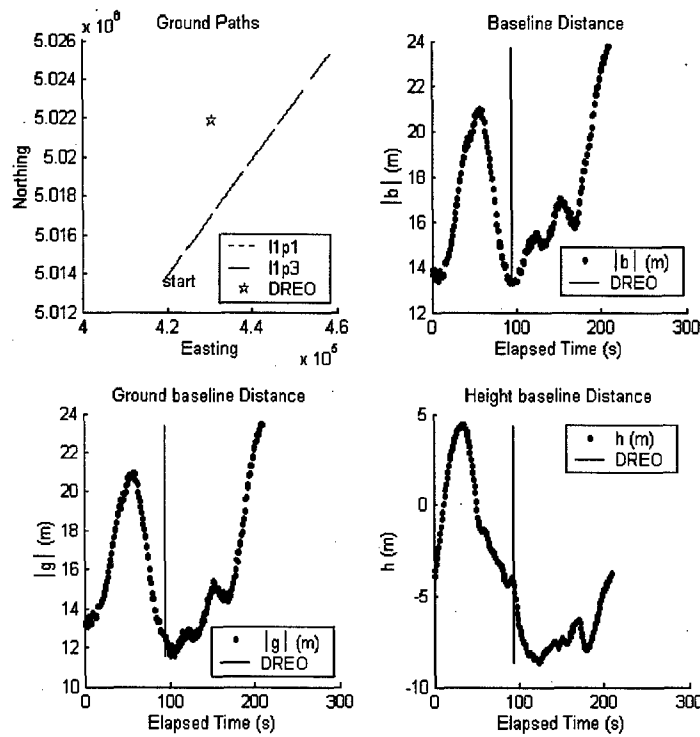 x 10⁶
Ground Paths
5.026
5.024
5.022
5.02
5.018
5.016
5.014
5.012
Northing
start
l1p1
l1p3
DREO
4
4.2
4.4
4.6
Easting
x 10⁵
Baseline Distance
24
22
20
18
16
14
12
|b| (m)
|b| (m)
DREO
0
100
200
300
Elapsed Time (s)
Ground baseline Distance
24
22
20
18
16
14
12
10
|g| (m)
|g| (m)
DREO
0
100
200
300
Elapsed Time (s)
Height baseline Distance
5
0
-5
-10
h (m)
h (m)
DREO
0
100
200
300
Elapsed Time (s)